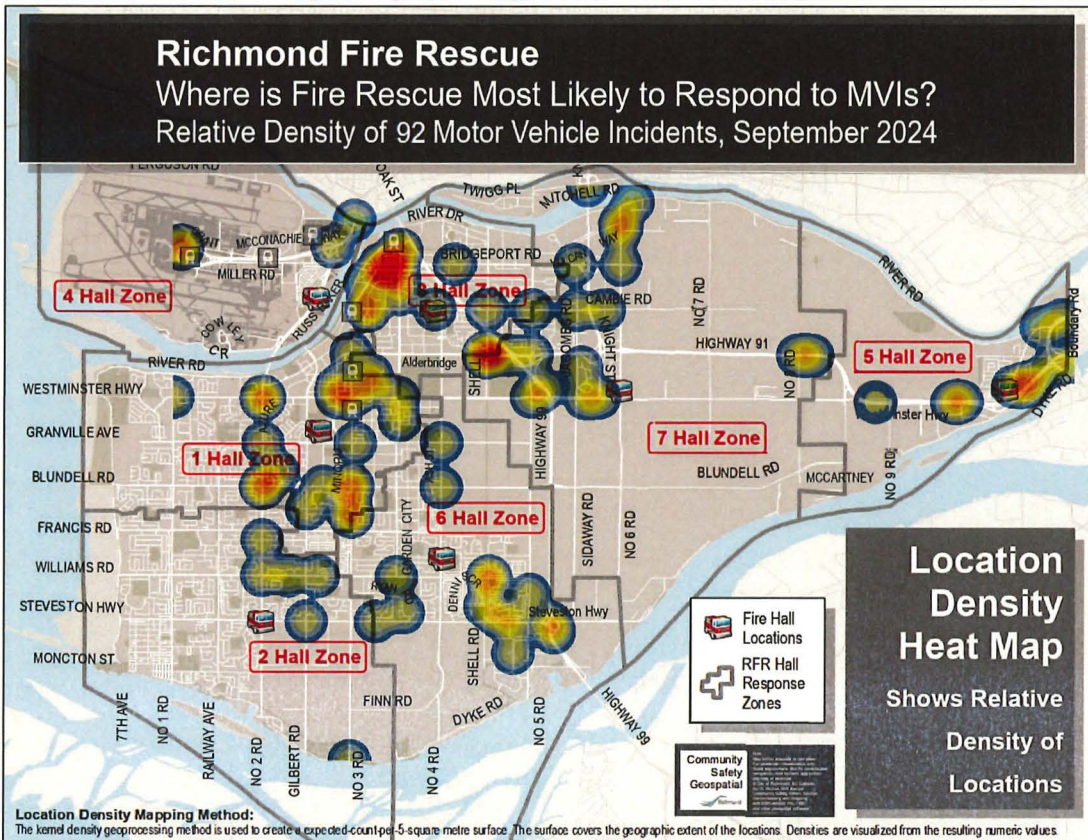 Richmond Fire Rescue
Where is Fire Rescue Most Likely to Respond to MVIs?
Relative Density of 92 Motor Vehicle Incidents, September 2024
FERGUSON RD
OAK ST
TWIGG PL
MITCHELL RD
RIVER DR
MCCONACHIE
WAY
BRIDGEPORT RD
VULCAN
WAY
MILLER RD
RIVER RD
4 Hall Zone
3 Hall Zone
CAMBIE RD
NO 7 RD
RUSS BAKER
COWLEY
CR
KNIGHT ST
RIVER RD
Boundary Rd
Alderbridge
SHELL
HIGHWAY 91
5 Hall Zone
WESTMINSTER HWY
DYKE RD
GRANVILLE AVE
HIGHWAY 99
7 Hall Zone
1 Hall Zone
MINORU
BLUNDELL RD
BLUNDELL RD
MCCARTNEY
NO 9 RD
FRANCIS RD
6 Hall Zone
GARDEN CITY
SIDAWAY RD
NO 6 RD
WILLIAMS RD
STEVESTON HWY
Steveston Hwy
2 Hall Zone
MONCTON ST
SHELL RD
FINN RD
DYKE RD
HIGHWAY 99
7TH AVE
NO 1 RD
RAILWAY AVE
NO 2 RD
GILBERT RD
NO 3 RD
NO 4 RD
NO 5 RD
Fire Hall
Locations
RFR Hall
Response
Zones
Location
Density
Heat Map
Shows Relative
Density of
Locations
Community
Safety
Geospatial
Richmond
Location Density Mapping Method:
The kernel density geoprocessing method is used to create a expected-count-per-5-square metre surface. The surface covers the geographic extent of the locations. Densities are visualized from the resulting numeric values.